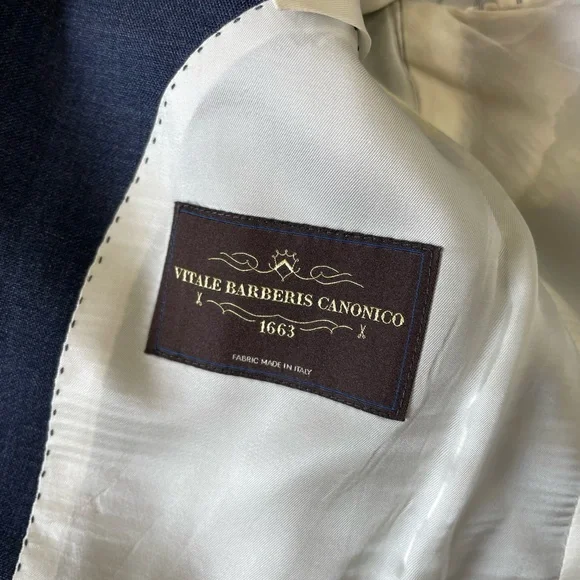 VITALE BARBERIS CANONICO
1663
FABRIC MADE IN ITALY